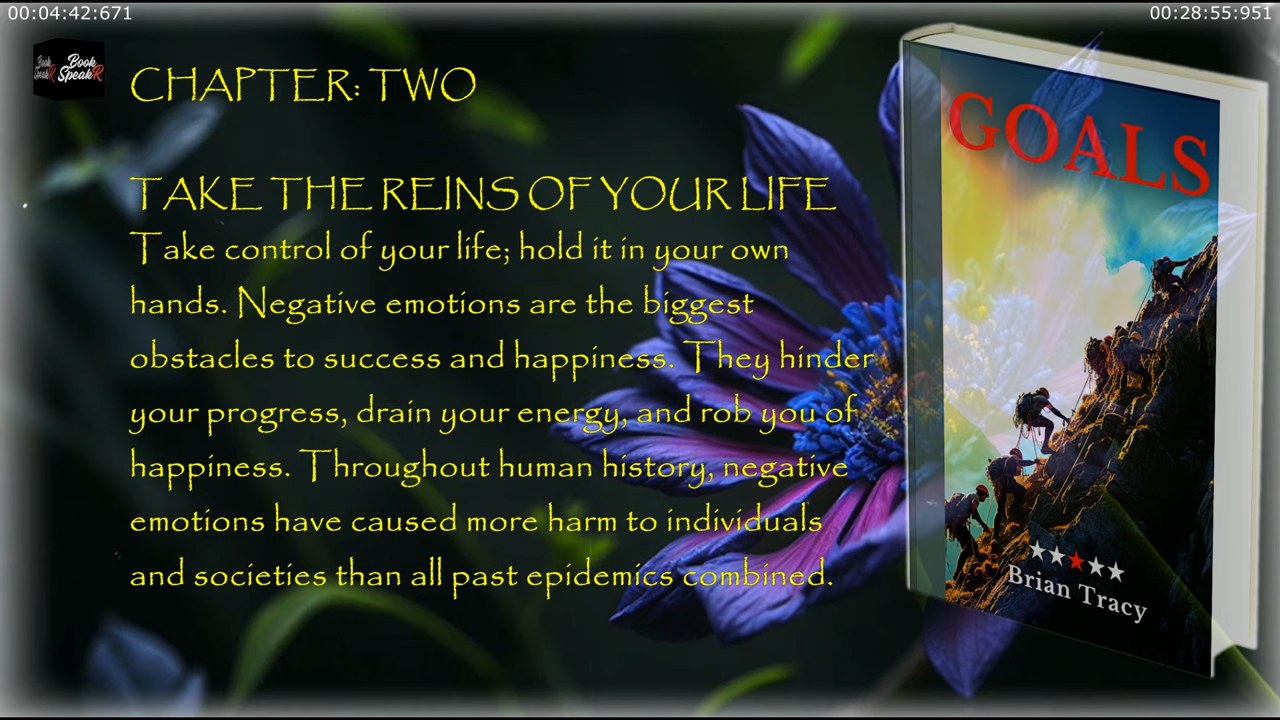 00:04:42:671
00:28:55:951
Book
SpeakR
Book
SpeakR
CHAPTER: TWO
TAKE THE REINS OF YOUR LIFE
Take control of your life; hold it in your own
hands. Negative emotions are the biggest
obstacles to success and happiness. They hinder
your progress, drain your energy, and rob you of
happiness. Throughout human history, negative
emotions have caused more harm to individuals
and societies than all past epidemics combined.
GOALS
Brian Tracy